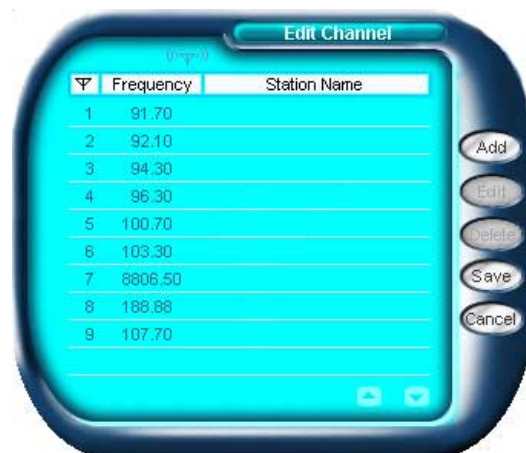 Edit Channel
Frequency Station Name
1 91.70
2 92.10
3 94.30
4 96.30
5 100.70
6 103.30
7 8806.50
8 188.88
9 107.70
Add
Edit
Delete
Save
Cancel